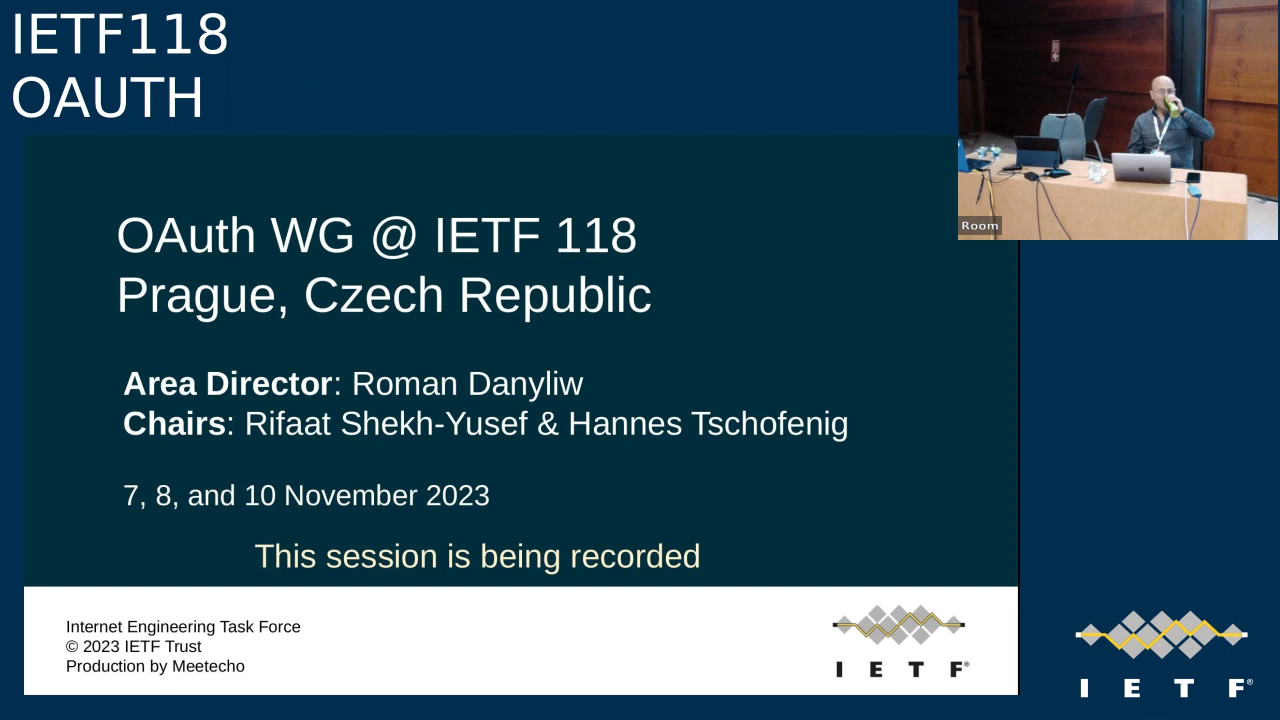 IETF118
OAUTH
Room
OAuth WG @ IETF 118
Prague, Czech Republic
Area Director: Roman Danyliw
Chairs: Rifaat Shekh-Yusef & Hannes Tschofenig
7, 8, and 10 November 2023
This session is being recorded
Internet Engineering Task Force
© 2023 IETF Trust
Production by Meetecho
I E T F®
I E T F®